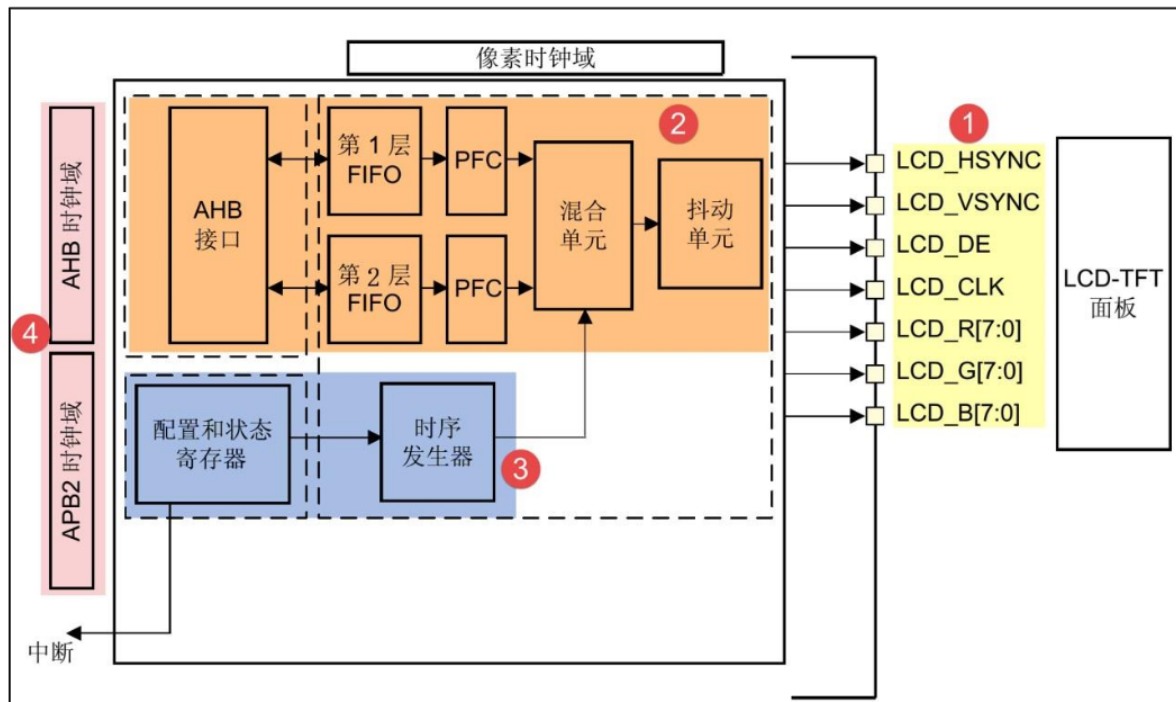 像素时钟域
AHB 时钟域
APB2 时钟域
4
AHB
接口
第 1 层
FIFO
PFC
第 2 层
FIFO
PFC
混合
单元
抖动
单元
2
配置和状态
寄存器
时序
发生器
3
中断
1
LCD_HSYNC
LCD_VSYNC
LCD_DE
LCD_CLK
LCD_R[7:0]
LCD_G[7:0]
LCD_B[7:0]
LCD-TFT
面板